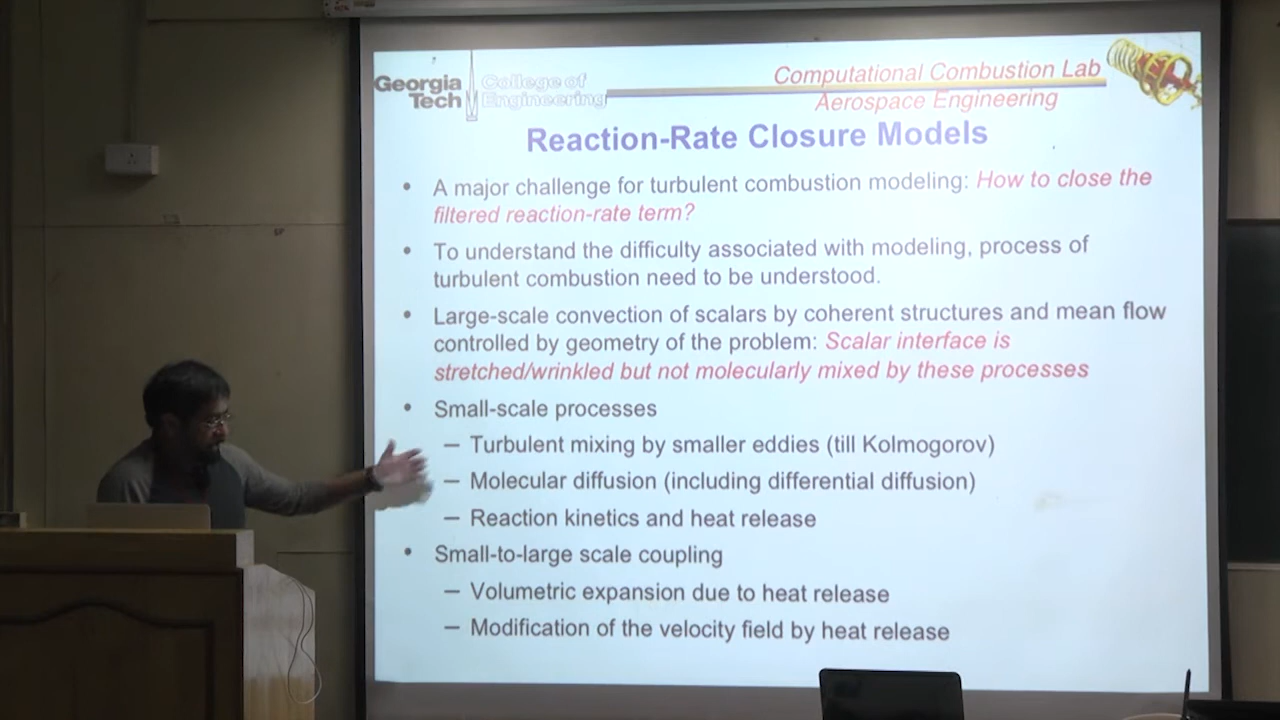 Georgia Tech
College of Engineering
Computational Combustion Lab
Aerospace Engineering
Reaction-Rate Closure Models
• A major challenge for turbulent combustion modeling: How to close the
filtered reaction-rate term?
• To understand the difficulty associated with modeling, process of
turbulent combustion need to be understood.
• Large-scale convection of scalars by coherent structures and mean flow
controlled by geometry of the problem: Scalar interface is
stretched/wrinkled but not molecularly mixed by these processes
• Small-scale processes
– Turbulent mixing by smaller eddies (till Kolmogorov)
– Molecular diffusion (including differential diffusion)
– Reaction kinetics and heat release
• Small-to-large scale coupling
– Volumetric expansion due to heat release
– Modification of the velocity field by heat release